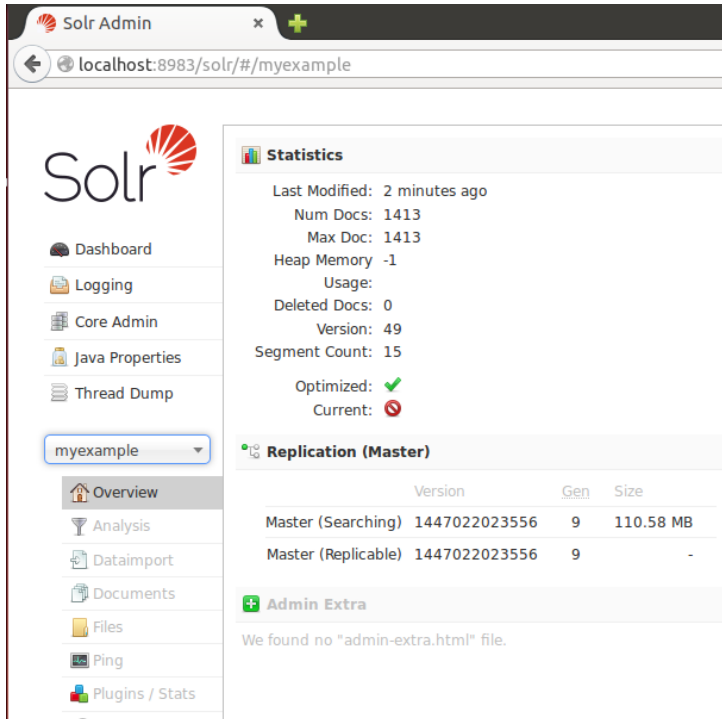 Solr Admin
localhost:8983/solr/#/myexample
Solr
Dashboard
Logging
Core Admin
Java Properties
Thread Dump
myexample
Overview
Analysis
Dataimport
Documents
Files
Ping
Plugins / Stats
Statistics
Last Modified: 2 minutes ago
Num Docs: 1413
Max Doc: 1413
Heap Memory -1
Usage:
Deleted Docs: 0
Version: 49
Segment Count: 15
Optimized:
Current:
Replication (Master)
Version Gen Size
Master (Searching) 1447022023556 9 110.58 MB
Master (Replicable) 1447022023556 9 -
Admin Extra
We found no "admin-extra.html" file.